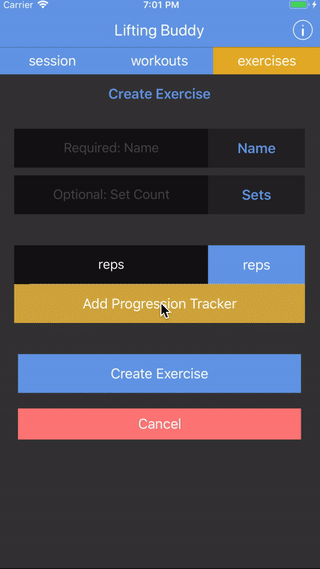 Carrier 7:01 PM
Lifting Buddy
session workouts exercises
Create Exercise
Required: Name Name
Optional: Set Count Sets
reps reps
Add Progression Tracker
Create Exercise
Cancel